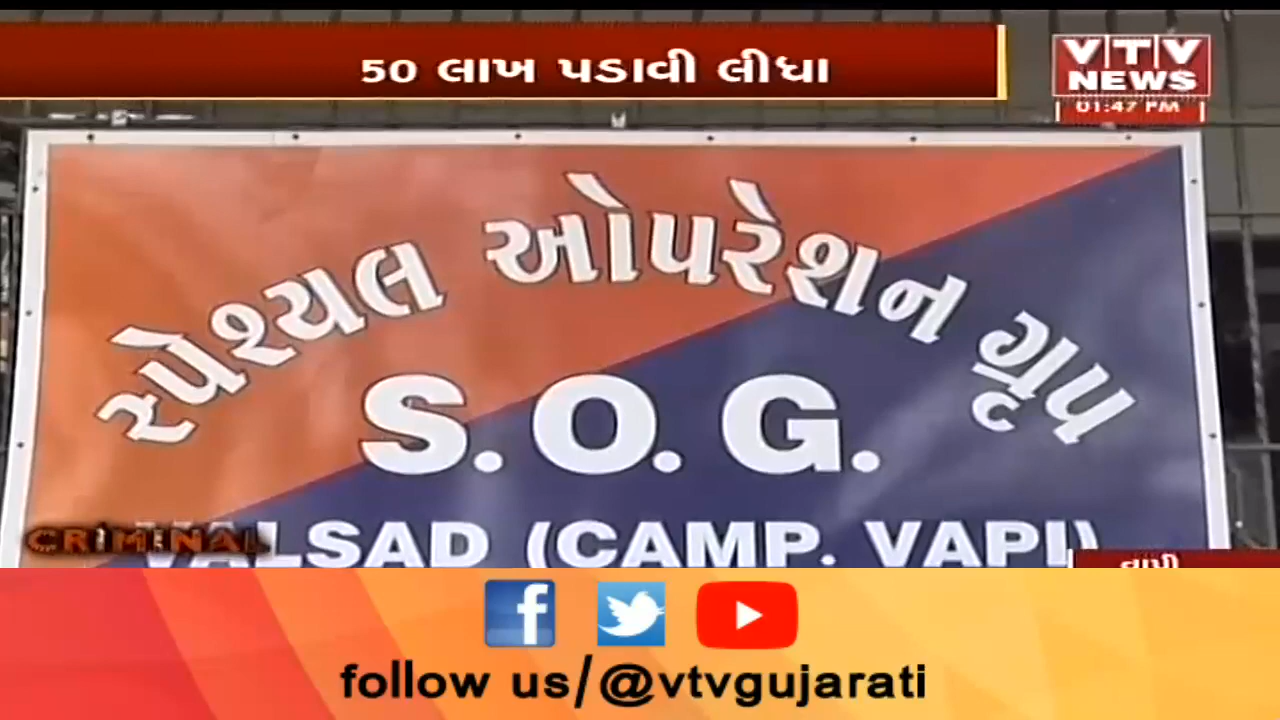 50 લાખ પડાવી લીધા
VTV
NEWS
01:47 PM
સ્પેશ્યલ ઓપરેશન ગ્રુપ
S.O.G.
VALSAD (CAMP. VAPI)
CRIMINAL
વાપી
follow us/@vtvgujarati